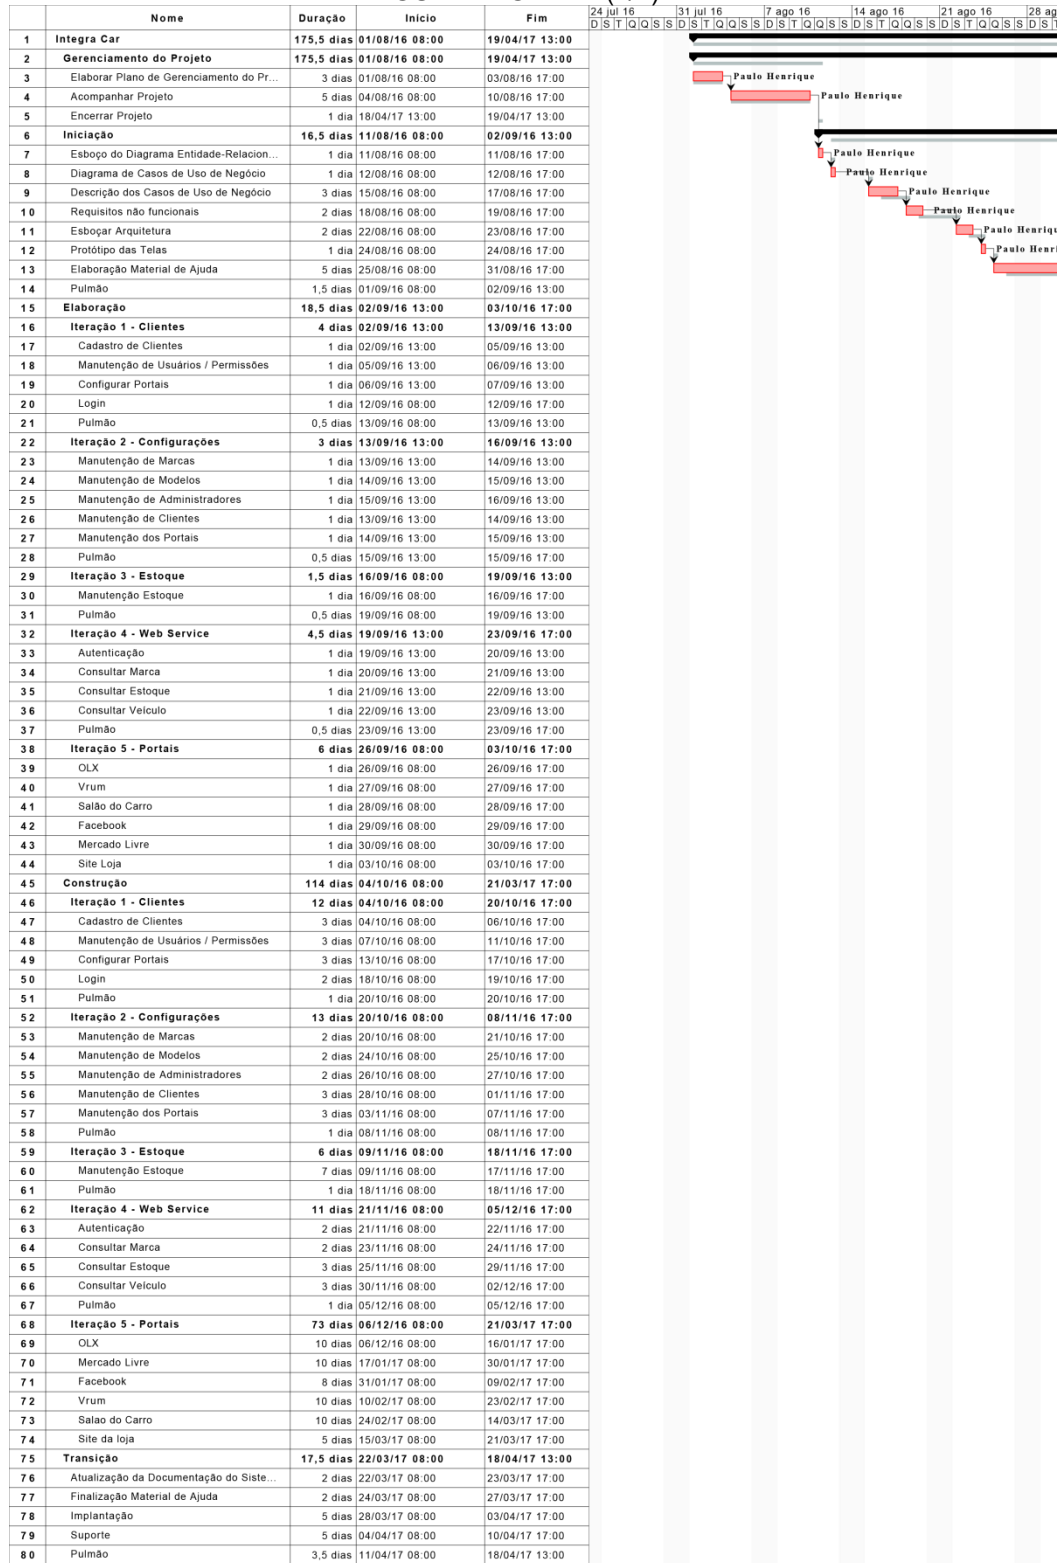 Nome Duração Início Fim 24 jul 16 31 jul 16 7 ago 16 14 ago 16 21 ago 16 28 ag
D S T Q Q S S D S T Q Q S S D S T Q Q S S D S T Q Q S S D S T Q Q S S D S T
1 Integra Car 175,5 dias 01/08/16 08:00 19/04/17 13:00
2 Gerenciamento do Projeto 175,5 dias 01/08/16 08:00 19/04/17 13:00
3 Elaborar Plano de Gerenciamento do Pr... 3 dias 01/08/16 08:00 03/08/16 17:00 Paulo Henrique
4 Acompanhar Projeto 5 dias 04/08/16 08:00 10/08/16 17:00 Paulo Henrique
5 Encerrar Projeto 1 dia 18/04/17 13:00 19/04/17 13:00
6 Iniciação 16,5 dias 11/08/16 08:00 02/09/16 13:00
7 Esboço do Diagrama Entidade-Relacion... 1 dia 11/08/16 08:00 11/08/16 17:00 Paulo Henrique
8 Diagrama de Casos de Uso de Negócio 1 dia 12/08/16 08:00 12/08/16 17:00 Paulo Henrique
9 Descrição dos Casos de Uso de Negócio 3 dias 15/08/16 08:00 17/08/16 17:00 Paulo Henrique
10 Requisitos não funcionais 2 dias 18/08/16 08:00 19/08/16 17:00 Paulo Henrique
11 Esboçar Arquitetura 2 dias 22/08/16 08:00 23/08/16 17:00 Paulo Henriqu
12 Protótipo das Telas 1 dia 24/08/16 08:00 24/08/16 17:00 Paulo Henri
13 Elaboração Material de Ajuda 5 dias 25/08/16 08:00 31/08/16 17:00
14 Pulmão 1,5 dias 01/09/16 08:00 02/09/16 13:00
15 Elaboração 18,5 dias 02/09/16 13:00 03/10/16 17:00
16 Iteração 1 - Clientes 4 dias 02/09/16 13:00 13/09/16 13:00
17 Cadastro de Clientes 1 dia 02/09/16 13:00 05/09/16 13:00
18 Manutenção de Usuários / Permissões 1 dia 05/09/16 13:00 06/09/16 13:00
19 Configurar Portais 1 dia 06/09/16 13:00 07/09/16 13:00
20 Login 1 dia 12/09/16 08:00 12/09/16 17:00
21 Pulmão 0,5 dias 13/09/16 08:00 13/09/16 13:00
22 Iteração 2 - Configurações 3 dias 13/09/16 13:00 16/09/16 13:00
23 Manutenção de Marcas 1 dia 13/09/16 13:00 14/09/16 13:00
24 Manutenção de Modelos 1 dia 14/09/16 13:00 15/09/16 13:00
25 Manutenção de Administradores 1 dia 15/09/16 13:00 16/09/16 13:00
26 Manutenção de Clientes 1 dia 13/09/16 13:00 14/09/16 13:00
27 Manutenção dos Portais 1 dia 14/09/16 13:00 15/09/16 13:00
28 Pulmão 0,5 dias 15/09/16 13:00 15/09/16 17:00
29 Iteração 3 - Estoque 1,5 dias 16/09/16 08:00 19/09/16 13:00
30 Manutenção Estoque 1 dia 16/09/16 08:00 16/09/16 17:00
31 Pulmão 0,5 dias 19/09/16 08:00 19/09/16 13:00
32 Iteração 4 - Web Service 4,5 dias 19/09/16 13:00 23/09/16 17:00
33 Autenticação 1 dia 19/09/16 13:00 20/09/16 13:00
34 Consultar Marca 1 dia 20/09/16 13:00 21/09/16 13:00
35 Consultar Estoque 1 dia 21/09/16 13:00 22/09/16 13:00
36 Consultar Veículo 1 dia 22/09/16 13:00 23/09/16 13:00
37 Pulmão 0,5 dias 23/09/16 13:00 23/09/16 17:00
38 Iteração 5 - Portais 6 dias 26/09/16 08:00 03/10/16 17:00
39 OLX 1 dia 26/09/16 08:00 26/09/16 17:00
40 Vrum 1 dia 27/09/16 08:00 27/09/16 17:00
41 Salão do Carro 1 dia 28/09/16 08:00 28/09/16 17:00
42 Facebook 1 dia 29/09/16 08:00 29/09/16 17:00
43 Mercado Livre 1 dia 30/09/16 08:00 30/09/16 17:00
44 Site Loja 1 dia 03/10/16 08:00 03/10/16 17:00
45 Construção 114 dias 04/10/16 08:00 21/03/17 17:00
46 Iteração 1 - Clientes 12 dias 04/10/16 08:00 20/10/16 17:00
47 Cadastro de Clientes 3 dias 04/10/16 08:00 06/10/16 17:00
48 Manutenção de Usuários / Permissões 3 dias 07/10/16 08:00 11/10/16 17:00
49 Configurar Portais 3 dias 13/10/16 08:00 17/10/16 17:00
50 Login 2 dias 18/10/16 08:00 19/10/16 17:00
51 Pulmão 1 dia 20/10/16 08:00 20/10/16 17:00
52 Iteração 2 - Configurações 13 dias 20/10/16 08:00 08/11/16 17:00
53 Manutenção de Marcas 2 dias 20/10/16 08:00 21/10/16 17:00
54 Manutenção de Modelos 2 dias 24/10/16 08:00 25/10/16 17:00
55 Manutenção de Administradores 2 dias 26/10/16 08:00 27/10/16 17:00
56 Manutenção de Clientes 3 dias 28/10/16 08:00 01/11/16 17:00
57 Manutenção dos Portais 3 dias 03/11/16 08:00 07/11/16 17:00
58 Pulmão 1 dia 08/11/16 08:00 08/11/16 17:00
59 Iteração 3 - Estoque 6 dias 09/11/16 08:00 18/11/16 17:00
60 Manutenção Estoque 7 dias 09/11/16 08:00 17/11/16 17:00
61 Pulmão 1 dia 18/11/16 08:00 18/11/16 17:00
62 Iteração 4 - Web Service 11 dias 21/11/16 08:00 05/12/16 17:00
63 Autenticação 2 dias 21/11/16 08:00 22/11/16 17:00
64 Consultar Marca 2 dias 23/11/16 08:00 24/11/16 17:00
65 Consultar Estoque 3 dias 25/11/16 08:00 29/11/16 17:00
66 Consultar Veículo 3 dias 30/11/16 08:00 02/12/16 17:00
67 Pulmão 1 dia 05/12/16 08:00 05/12/16 17:00
68 Iteração 5 - Portais 73 dias 06/12/16 08:00 21/03/17 17:00
69 OLX 10 dias 06/12/16 08:00 16/01/17 17:00
70 Mercado Livre 10 dias 17/01/17 08:00 30/01/17 17:00
71 Facebook 8 dias 31/01/17 08:00 09/02/17 17:00
72 Vrum 10 dias 10/02/17 08:00 23/02/17 17:00
73 Salao do Carro 10 dias 24/02/17 08:00 14/03/17 17:00
74 Site da loja 5 dias 15/03/17 08:00 21/03/17 17:00
75 Transição 17,5 dias 22/03/17 08:00 18/04/17 13:00
76 Atualização da Documentação do Siste... 2 dias 22/03/17 08:00 23/03/17 17:00
77 Finalização Material de Ajuda 2 dias 24/03/17 08:00 27/03/17 17:00
78 Implantação 5 dias 28/03/17 08:00 03/04/17 17:00
79 Suporte 5 dias 04/04/17 08:00 10/04/17 17:00
80 Pulmão 3,5 dias 11/04/17 08:00 18/04/17 13:00